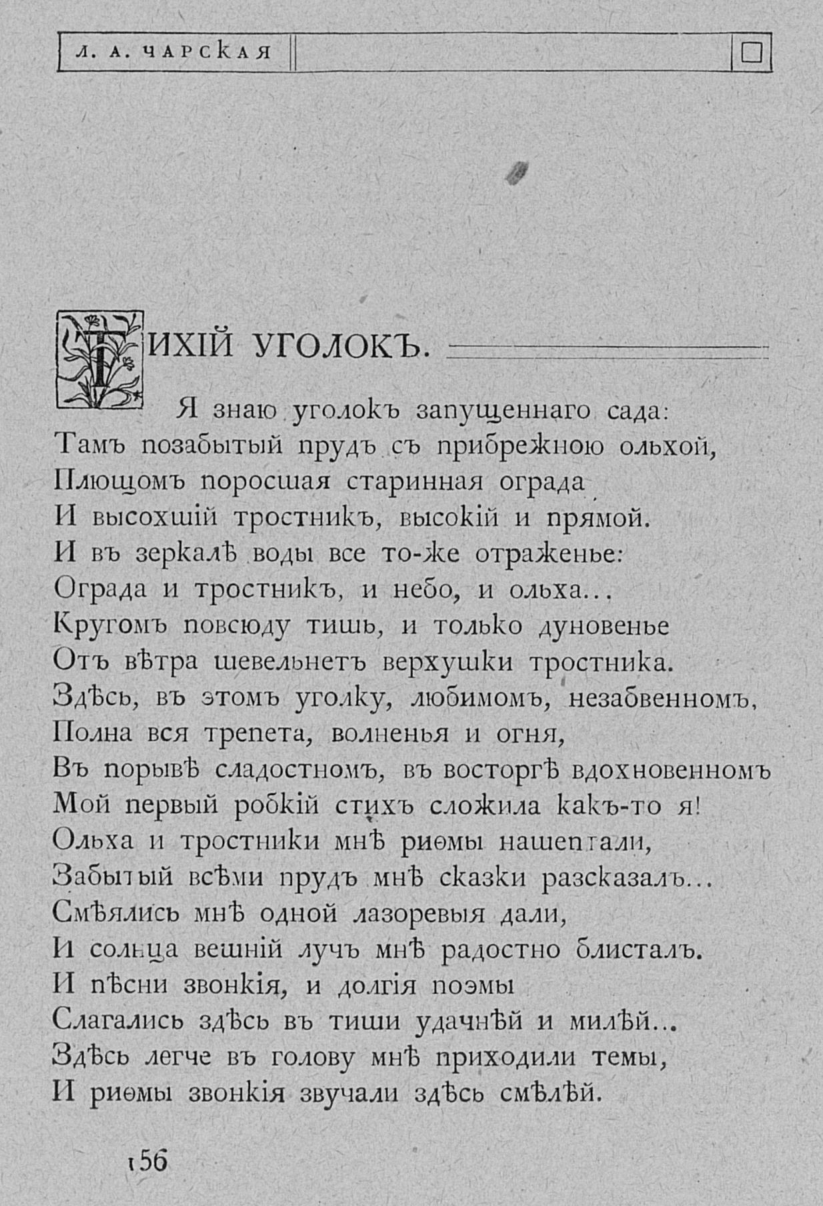 Л. А. ЧАРСКАЯ
ТИХІЙ УГОЛОКЪ.
Я знаю уголокъ запущеннаго сада:
Тамъ позабытый прудъ съ прибрежною ольхой,
Плющомъ поросшая старинная ограда
И высохшій тростникъ, высокій и прямой.
И въ зеркалѣ воды все то-же отраженье:
Ограда и тростникъ, и небо, и ольха...
Кругомъ повсюду тишь, и только дуновенье
Отъ вѣтра шевельнетъ верхушки тростника.
Здѣсь, въ этомъ уголку, любимомъ, незабвенномъ,
Полна вся трепета, волненья и огня,
Въ порывѣ сладостномъ, въ восторгѣ вдохновенномъ
Мой первый робкій стихъ сложила какъ-то я!
Ольха и тростники мнѣ риѳмы нашептали,
Забытый всѣми прудъ мнѣ сказки разсказалъ...
Смѣялись мнѣ одной лазоревыя дали,
И солнца вешній лучъ мнѣ радостно блисталъ.
И пѣсни звонкія, и долгія поэмы
Слагались здѣсь въ тиши удачнѣй и милѣй...
Здѣсь легче въ голову мнѣ приходили темы,
И риѳмы звонкія звучали здѣсь смѣлѣй.
156